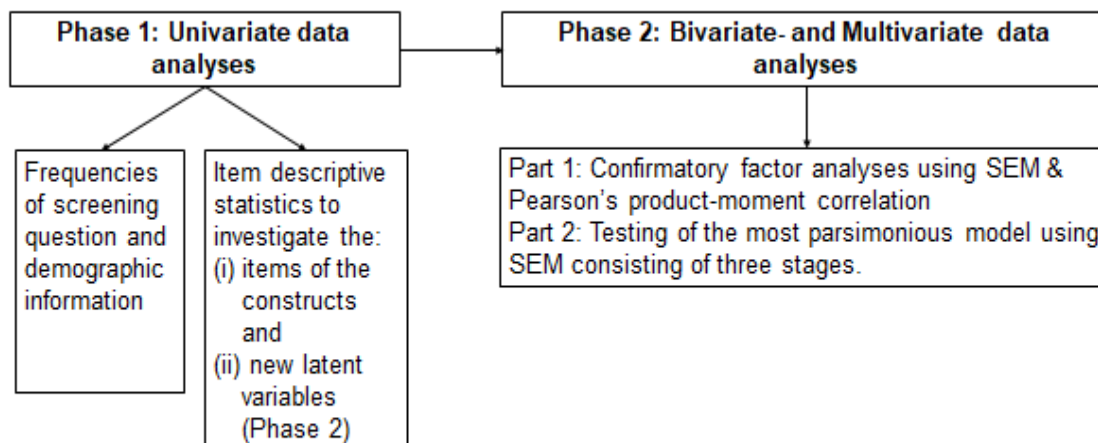 Phase 1: Univariate data
analyses
Phase 2: Bivariate- and Multivariate data
analyses
Frequencies
of screening
question and
demographic
information
Item descriptive
statistics to
investigate the:
(i) items of the
constructs
and
(ii) new latent
variables
(Phase 2)
Part 1: Confirmatory factor analyses using SEM &
Pearson's product-moment correlation
Part 2: Testing of the most parsimonious model using
SEM consisting of three stages.